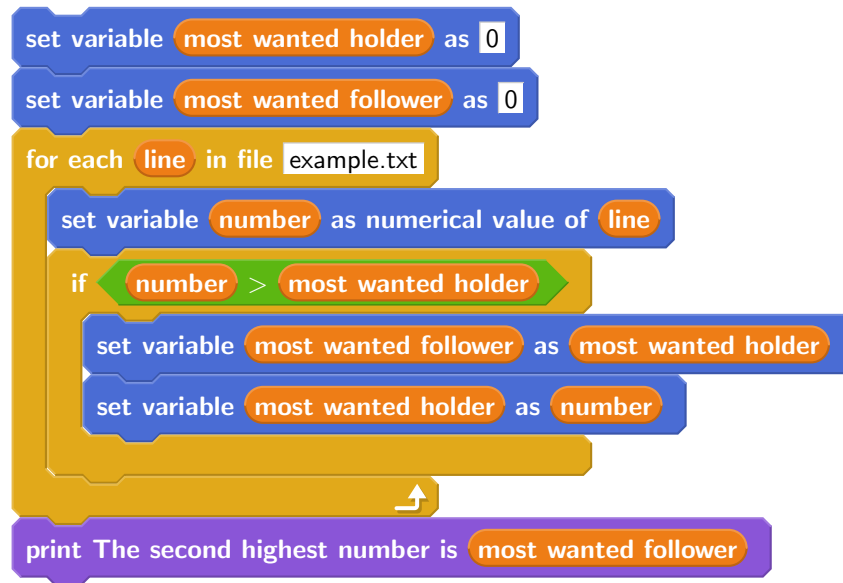 set variable most wanted holder as 0
set variable most wanted follower as 0
for each line in file example.txt
set variable number as numerical value of line
if number > most wanted holder
set variable most wanted follower as most wanted holder
set variable most wanted holder as number
print The second highest number is most wanted follower